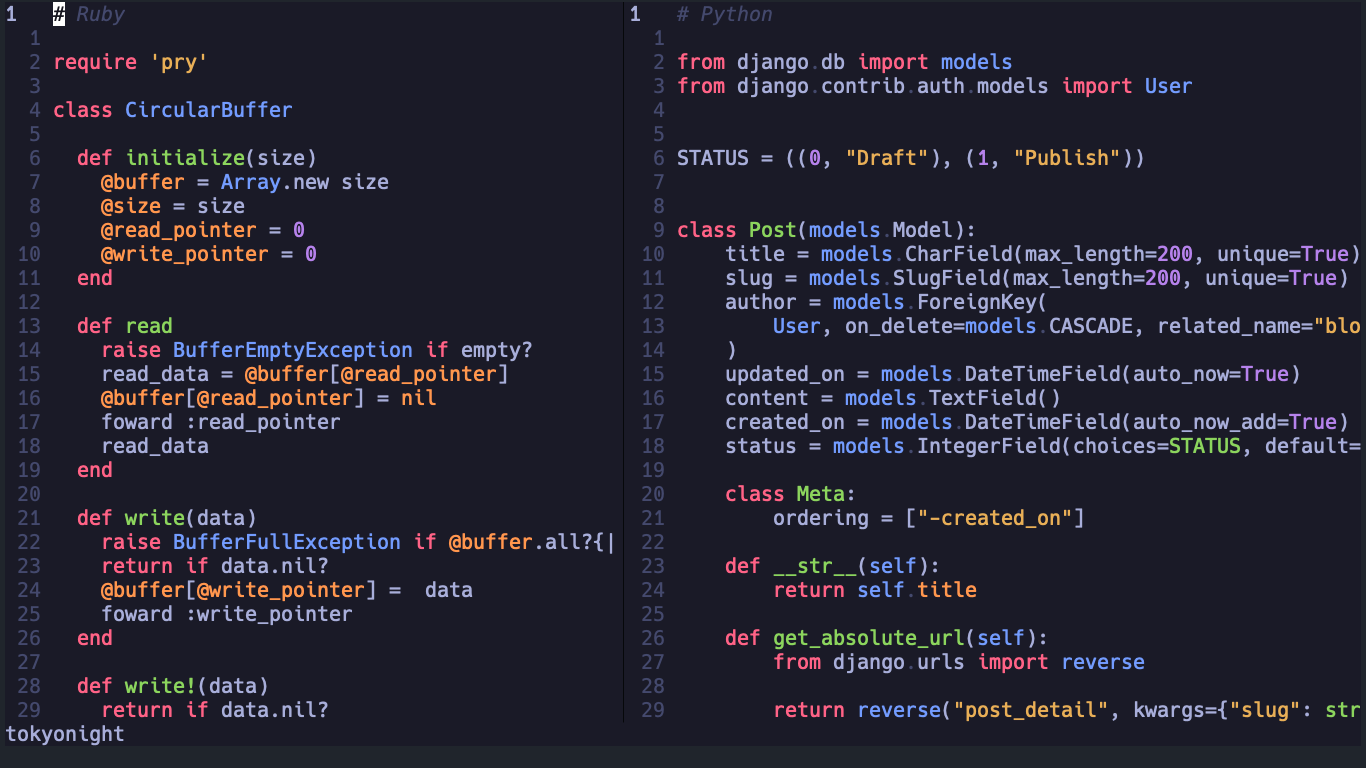 1 # Ruby
1
2 require 'pry'
3
4 class CircularBuffer
5
6   def initialize(size)
7     @buffer = Array.new size
8     @size = size
9     @read_pointer = 0
10     @write_pointer = 0
11   end
12
13   def read
14     raise BufferEmptyException if empty?
15     read_data = @buffer[@read_pointer]
16     @buffer[@read_pointer] = nil
17     foward :read_pointer
18     read_data
19   end
20
21   def write(data)
22     raise BufferFullException if @buffer.all?{|
23     return if data.nil?
24     @buffer[@write_pointer] =  data
25     foward :write_pointer
26   end
27
28   def write!(data)
29     return if data.nil?
1 # Python
1
2 from django.db import models
3 from django.contrib.auth.models import User
4
5
6 STATUS = ((0, "Draft"), (1, "Publish"))
7
8
9 class Post(models.Model):
10     title = models.CharField(max_length=200, unique=True)
11     slug = models.SlugField(max_length=200, unique=True)
12     author = models.ForeignKey(
13         User, on_delete=models.CASCADE, related_name="blo
14     )
15     updated_on = models.DateTimeField(auto_now=True)
16     content = models.TextField()
17     created_on = models.DateTimeField(auto_now_add=True)
18     status = models.IntegerField(choices=STATUS, default=
19
20     class Meta:
21         ordering = ["-created_on"]
22
23     def __str__(self):
24         return self.title
25
26     def get_absolute_url(self):
27         from django.urls import reverse
28
29         return reverse("post_detail", kwargs={"slug": str
tokyonight